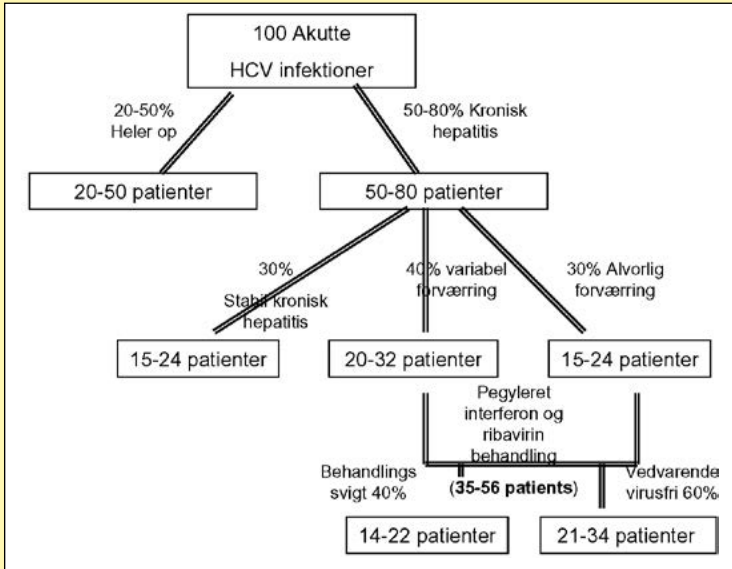 100 Akutte
HCV infektioner
20-50%
Heler op
50-80% Kronisk
hepatitis
20-50 patienter
50-80 patienter
30%
Stabil kronisk
hepatitis
40% variabel
forværring
30% Alvorlig
forværring
15-24 patienter
20-32 patienter
15-24 patienter
Pegyleret
interferon og
ribavirin
behandling
(35-56 patients)
Behandlings
svigt 40%
Vedvarende
virusfri 60%
14-22 patienter
21-34 patienter